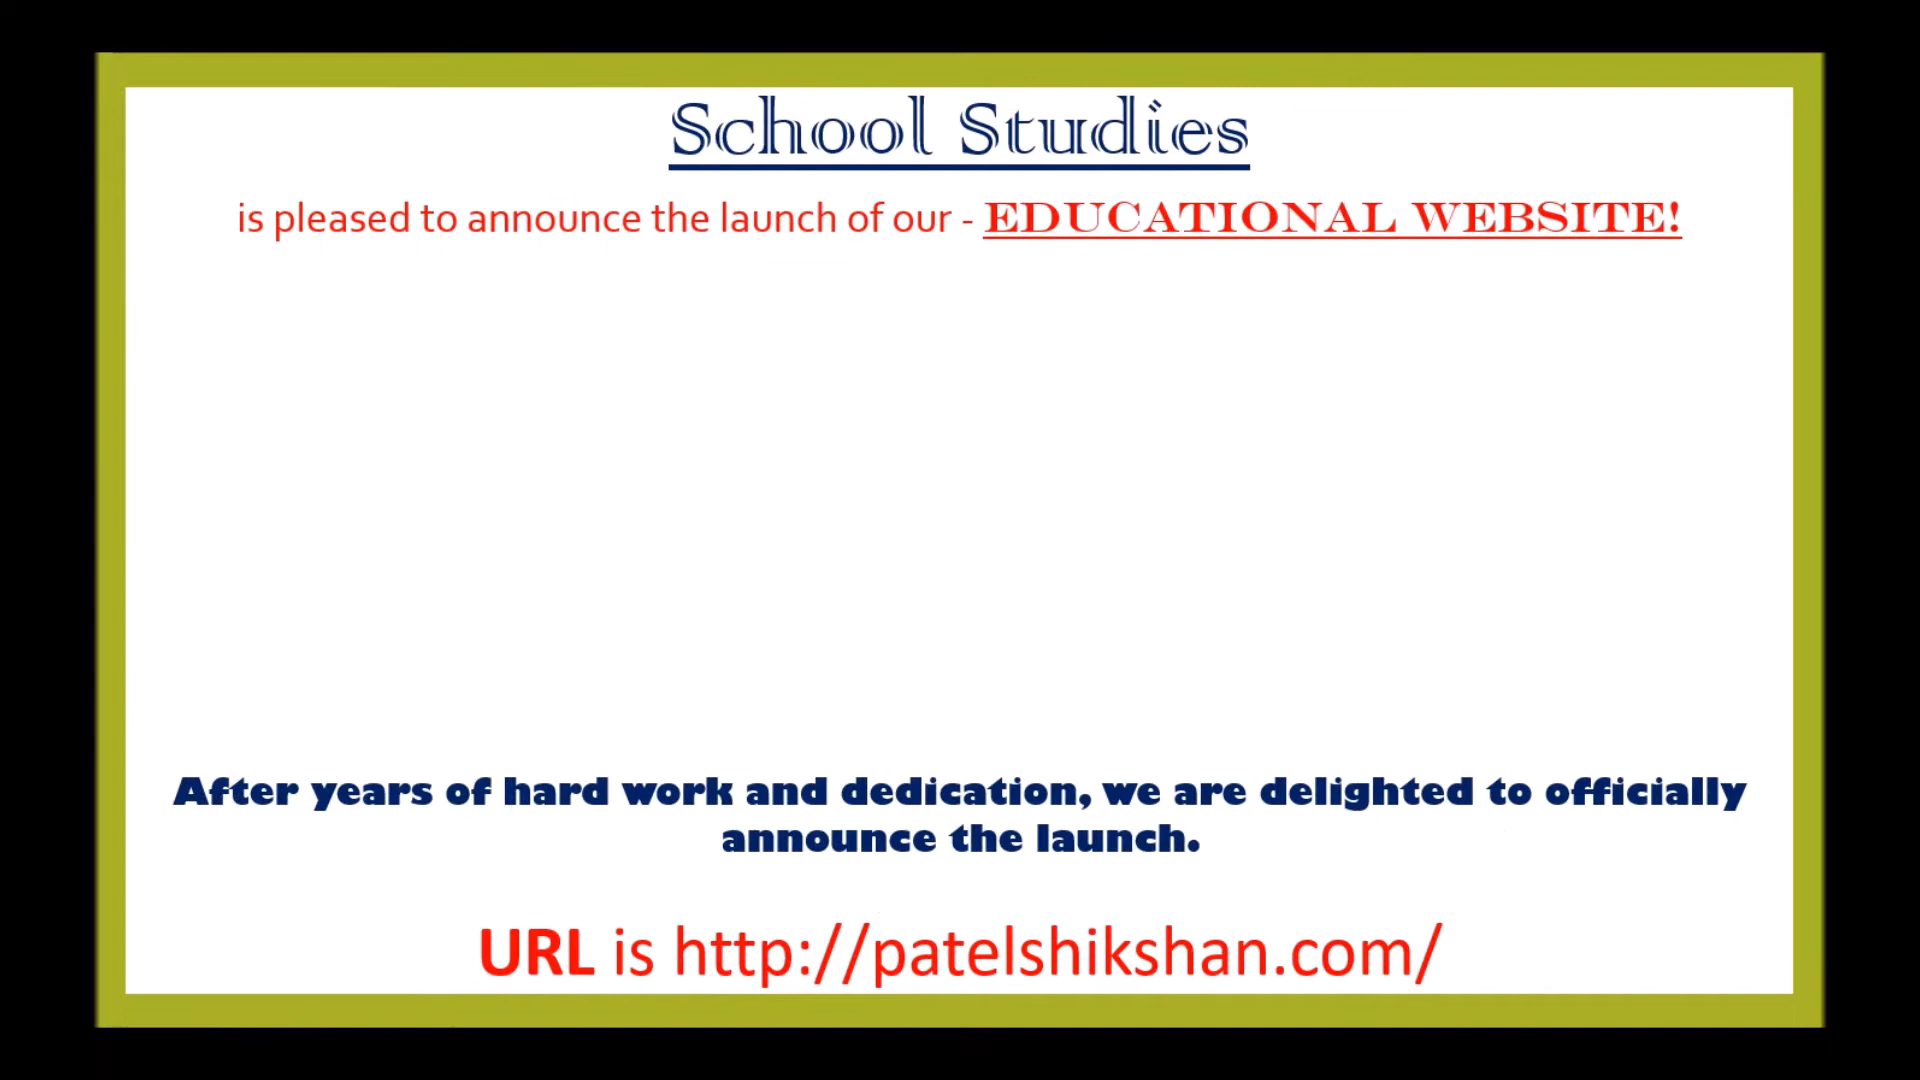 School Studies
is pleased to announce the launch of our - EDUCATIONAL WEBSITE!
After years of hard work and dedication, we are delighted to officially
announce the launch.
URL is http://patelshikshan.com/